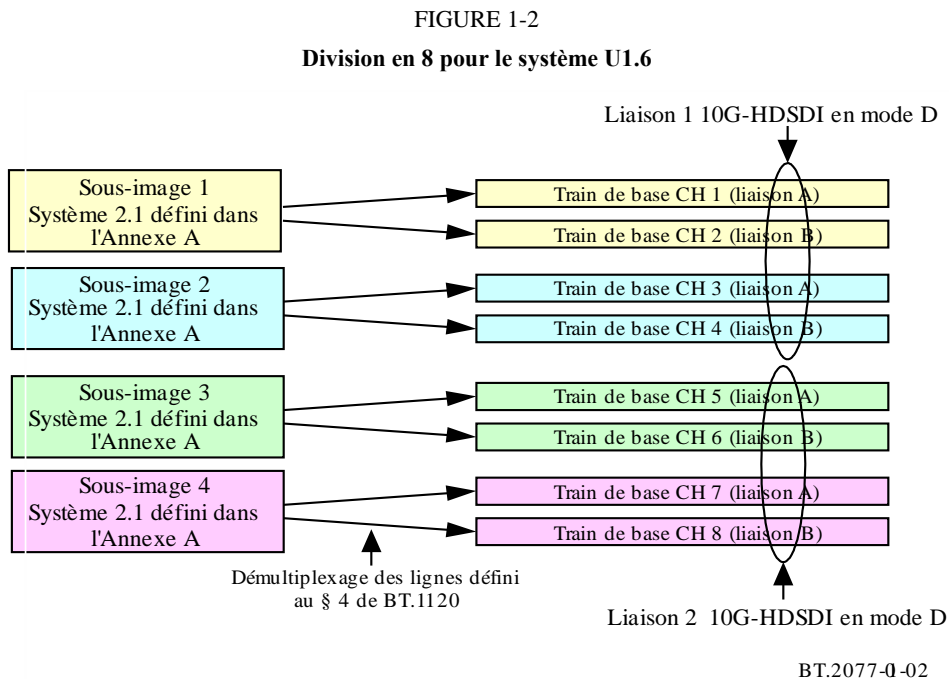 FIGURE 1-2
Division en 8 pour le système U1.6
Liaison 1 10G-HDSDI en mode D
Sous-image 1
Système 2.1 défini dans
l'Annexe A
Train de base CH 1 (liaison A)
Train de base CH 2 (liaison B)
Sous-image 2
Système 2.1 défini dans
l'Annexe A
Train de base CH 3 (liaison A)
Train de base CH 4 (liaison B)
Sous-image 3
Système 2.1 défini dans
l'Annexe A
Train de base CH 5 (liaison A)
Train de base CH 6 (liaison B)
Sous-image 4
Système 2.1 défini dans
l'Annexe A
Train de base CH 7 (liaison A)
Train de base CH 8 (liaison B)
Démultiplexage des lignes défini
au § 4 de BT.1120
Liaison 2 10G-HDSDI en mode D